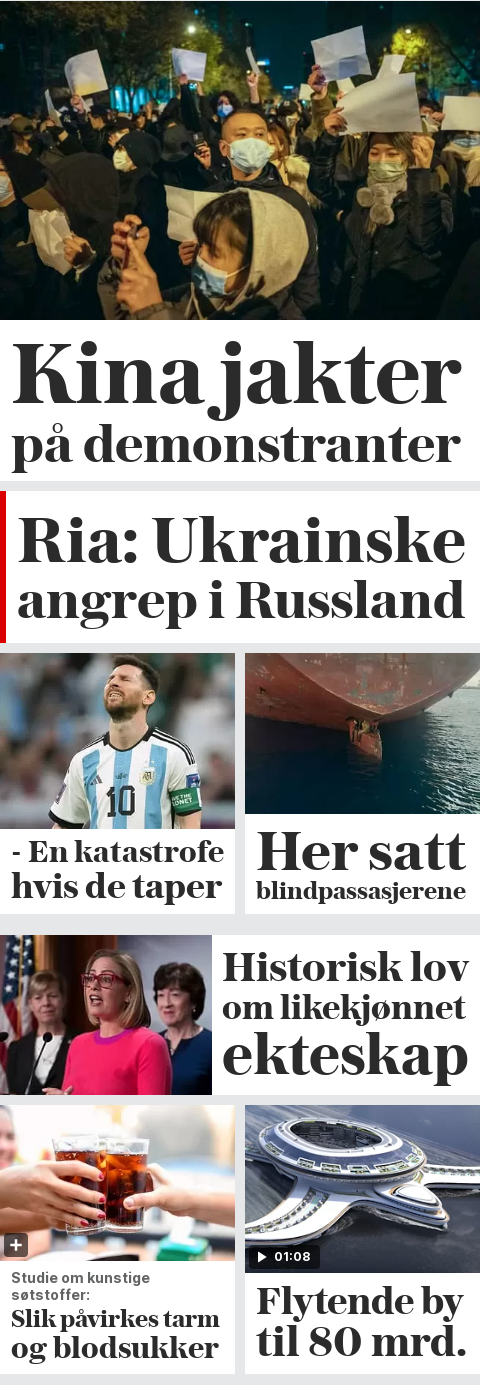 Kina jakter
på demonstranter
Ria: Ukrainske
angrep i Russland
10
- En katastrofe
hvis de taper
Her satt
blindpassasjerene
Historisk lov
om likekjønnet
ekteskap
Studie om kunstige
søtstoffer:
Slik påvirkes tarm
og blodsukker
01:08
Flytende by
til 80 mrd.